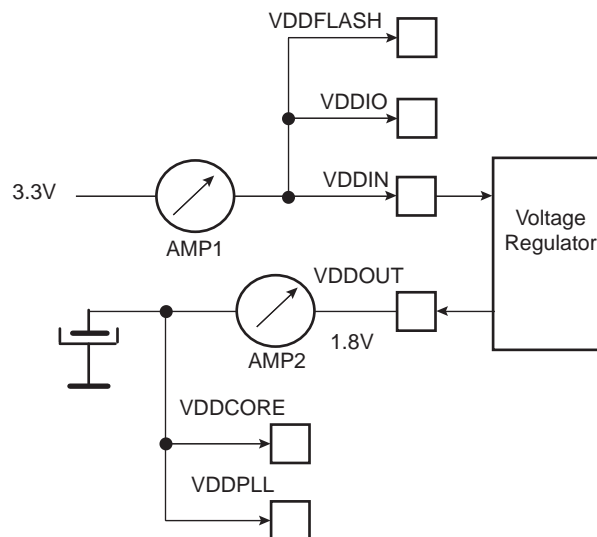 VDDFLASH
VDDIO
3.3V
VDDIN
AMP1
Voltage
Regulator
VDDOUT
1.8V
AMP2
VDDCORE
VDDPLL